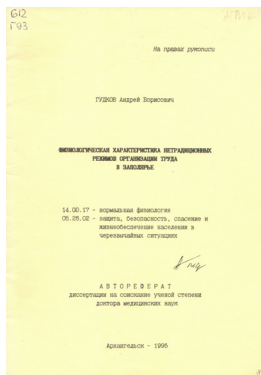 612
Г93
На правах рукописи
ГУДКОВ Андрей Борисович
ФИЗИОЛОГИЧЕСКАЯ ХАРАКТЕРИСТИКА НЕТРАДИЦИОННЫХ
РЕЖИМОВ ОРГАНИЗАЦИИ ТРУДА
В ЗАПОЛЯРЬЕ
14.00.17 - нормальная физиология
05.26.02 - защита, безопасность, спасение и
жизнеобеспечение населения в
чрезвычайных ситуациях
АВТОРЕФЕРАТ
диссертации на соискание ученой степени
доктора медицинских наук
Архангельск - 1996